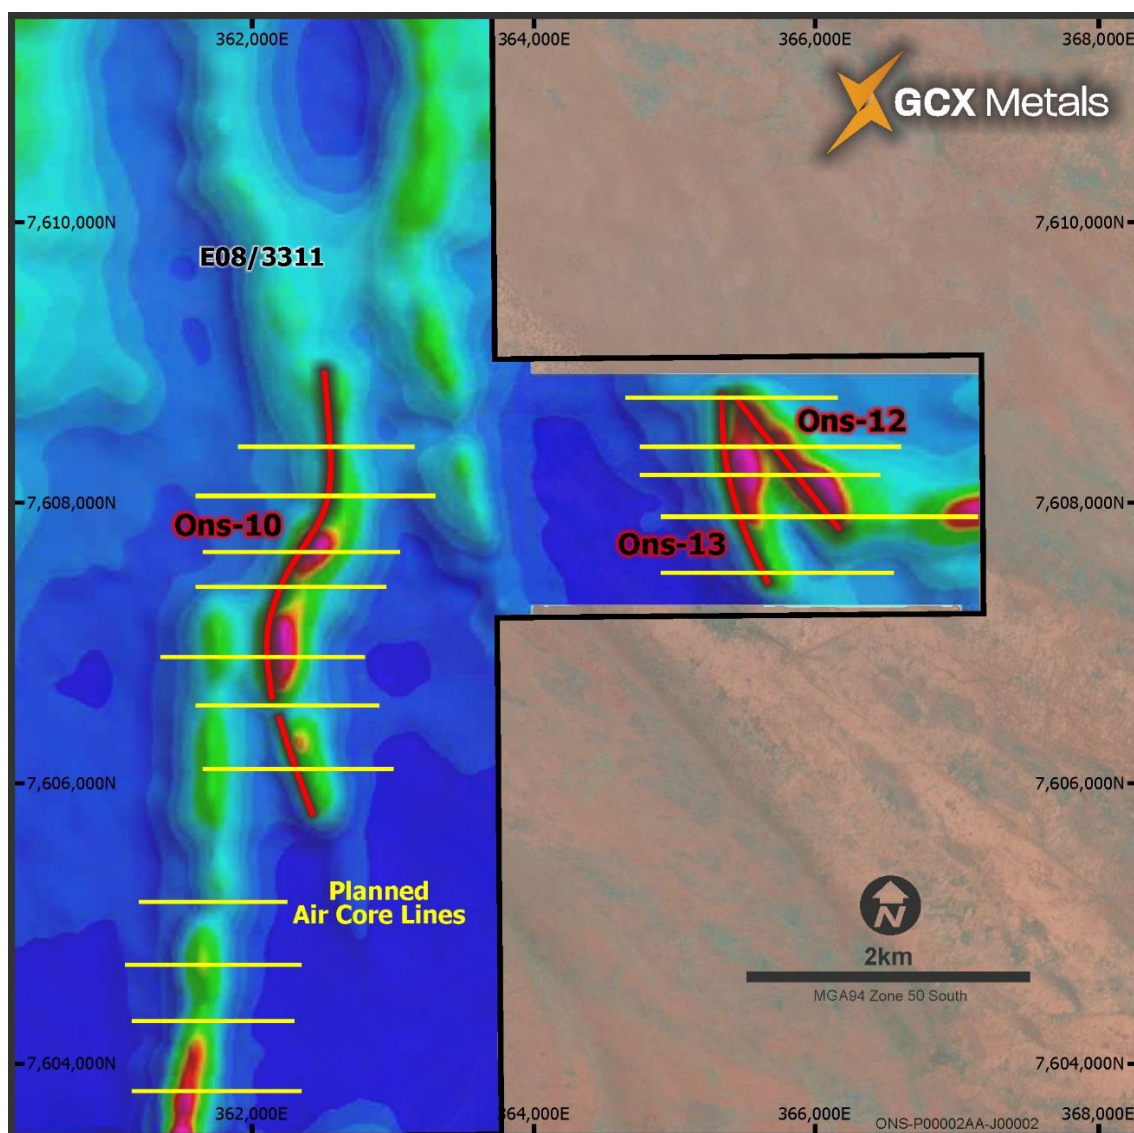 362,000E
364,000E
366,000E
368,000E
GCX Metals
7,610,000N
7,610,000N
E08/3311
Ons-12
7,608,000N
7,608,000N
Ons-10
Ons-13
7,606,000N
7,606,000N
Planned
Air Core Lines
N
2km
MGA94 Zone 50 South
7,604,000N
7,604,000N
362,000E
364,000E
366,000E
368,000E
ONS-P00002AA-J00002